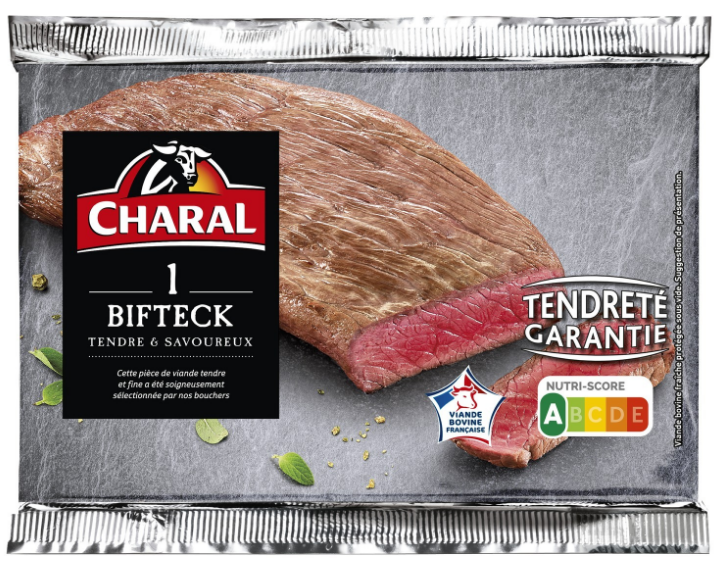 CHARAL
1
BIFTECK
TENDRE & SAVOUREUX
Cette pièce de viande tendre
et fine a été soigneusement
sélectionnée par nos bouchers
TENDRETÉ
GARANTIE
VIANDE
BOVINE
FRANÇAISE
NUTRI-SCORE
A B C D E
Viande bovine fraîche protégée sous vide. Suggestion de présentation.